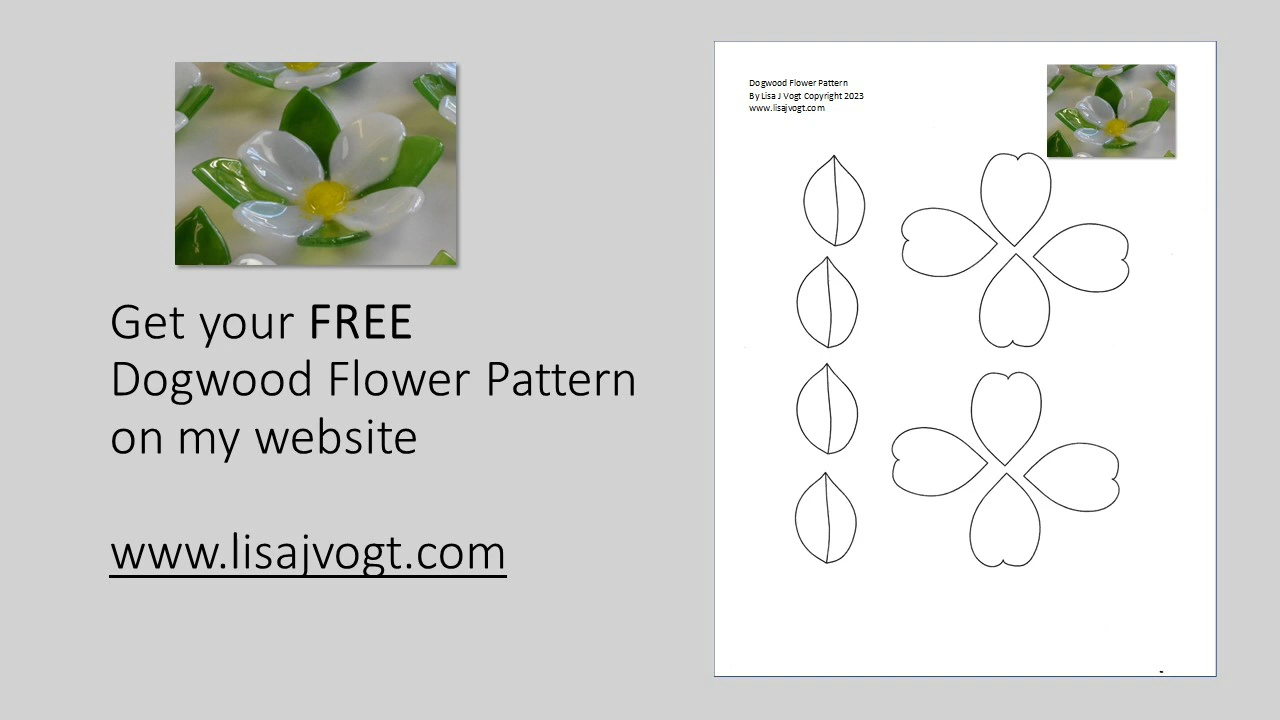 Get your FREE
Dogwood Flower Pattern
on my website
www.lisajvogt.com
Dogwood Flower Pattern
By Lisa J Vogt Copyright 2023
www.lisajvogt.com